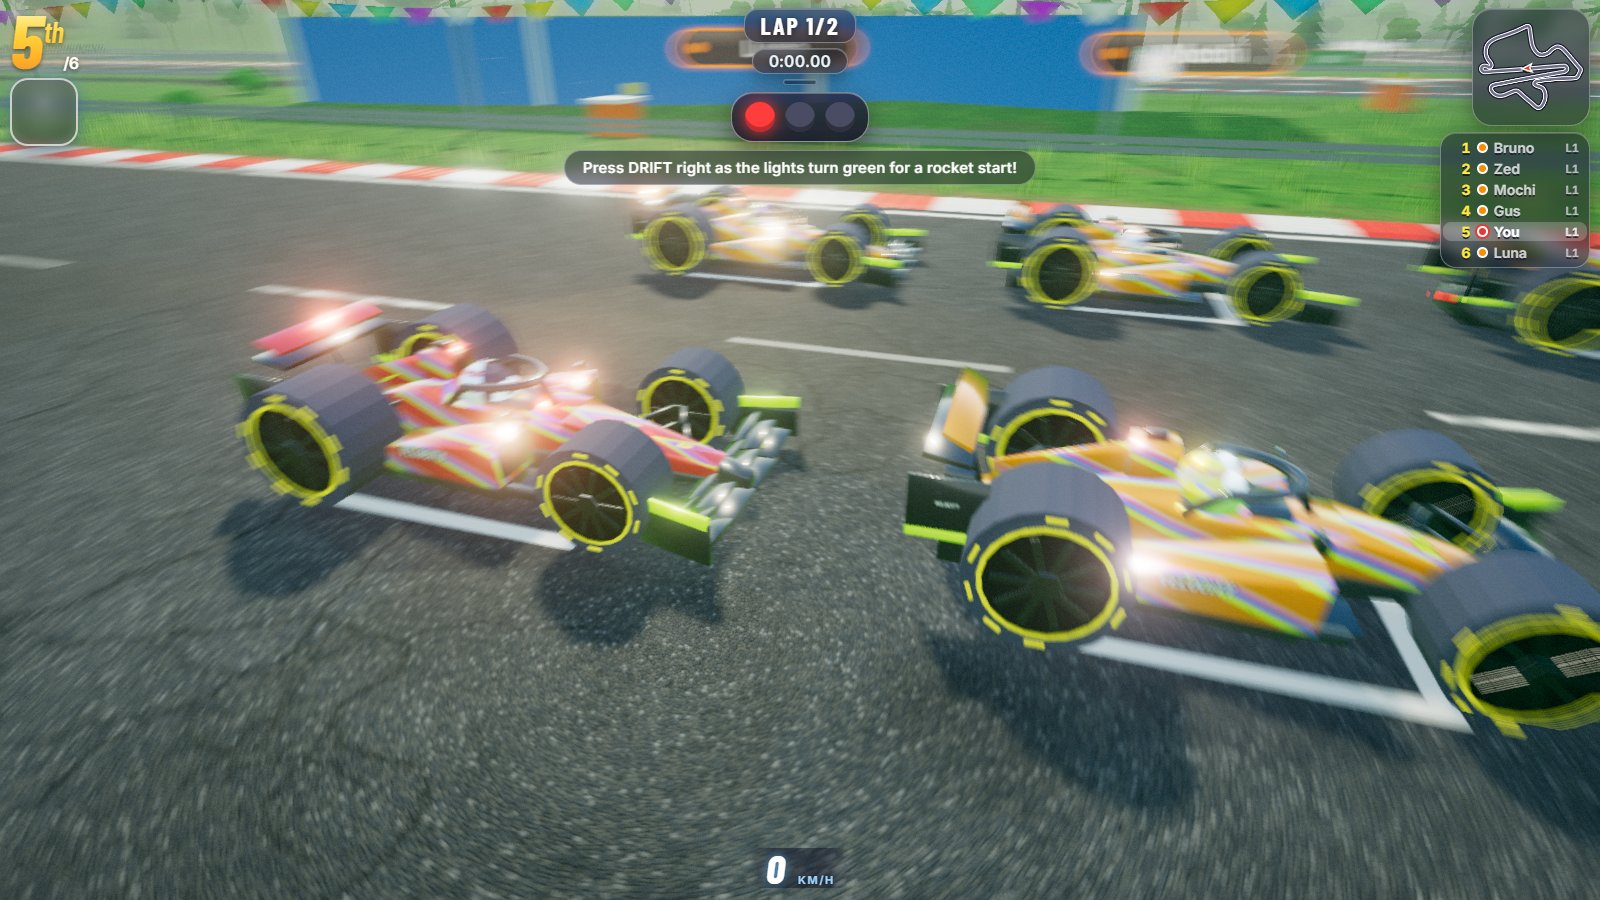 5th
/6
LAP 1/2
0:00.00
Press DRIFT right as the lights turn green for a rocket start!
1 Bruno L1
2 Zed L1
3 Mochi L1
4 Gus L1
5 You L1
6 Luna L1
0 KM/H